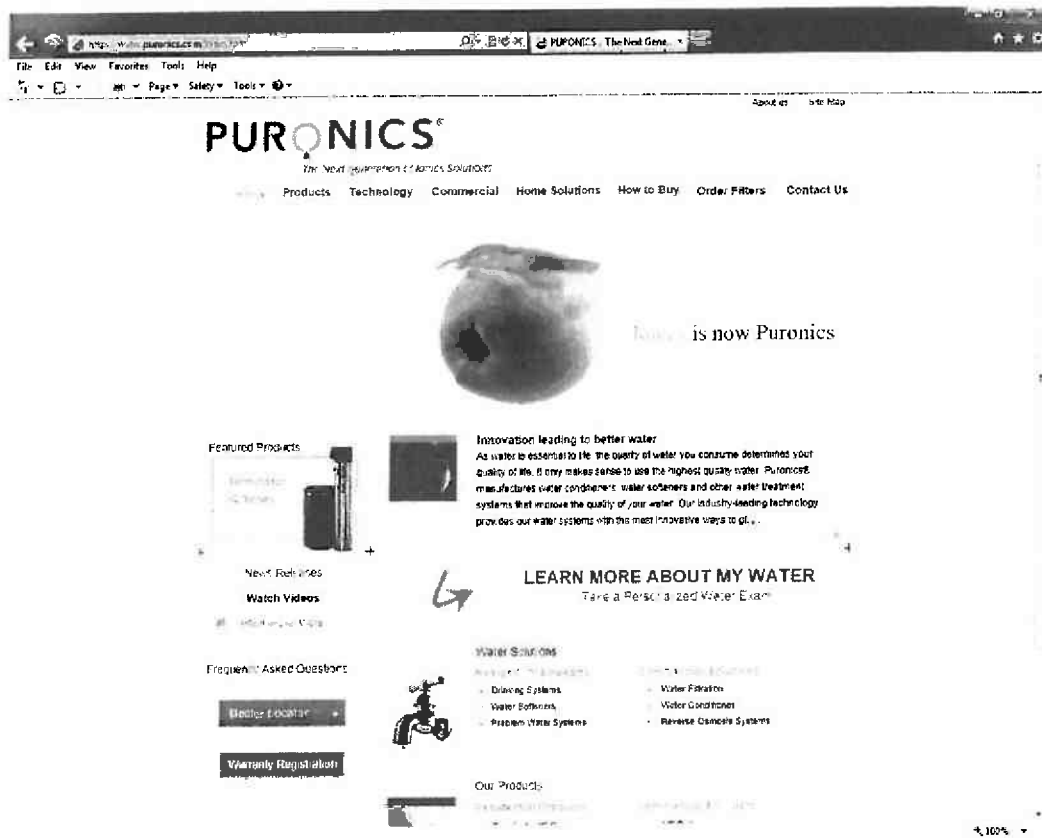 PURONICS - The Next Gene...
File Edit View Favorites Tools Help
Page Safety Tools
About us Site Map
PURONICS®
The Next Generation of Ionics Solutions
Products Technology Commercial Home Solutions How to Buy Order Filters Contact Us
is now Puronics
Featured Products
Innovation leading to better water
As water is essential to life, the quality of water you consume determines your
quality of life. It only makes sense to use the highest quality water. Puronics®
manufactures water conditioners, water softeners and other water treatment
systems that improve the quality of your water. Our industry-leading technology
provides our water systems with the most innovative ways to gi...
News Releases
Watch Videos
LEARN MORE ABOUT MY WATER
Take a Personalized Water Exam
Frequent Asked Questions
Dealer Locator
Warranty Registration
Water Solutions
Drinking Systems
Water Softeners
Problem Water Systems
Water Filtration
Water Conditioner
Reverse Osmosis Systems
Our Products
100%